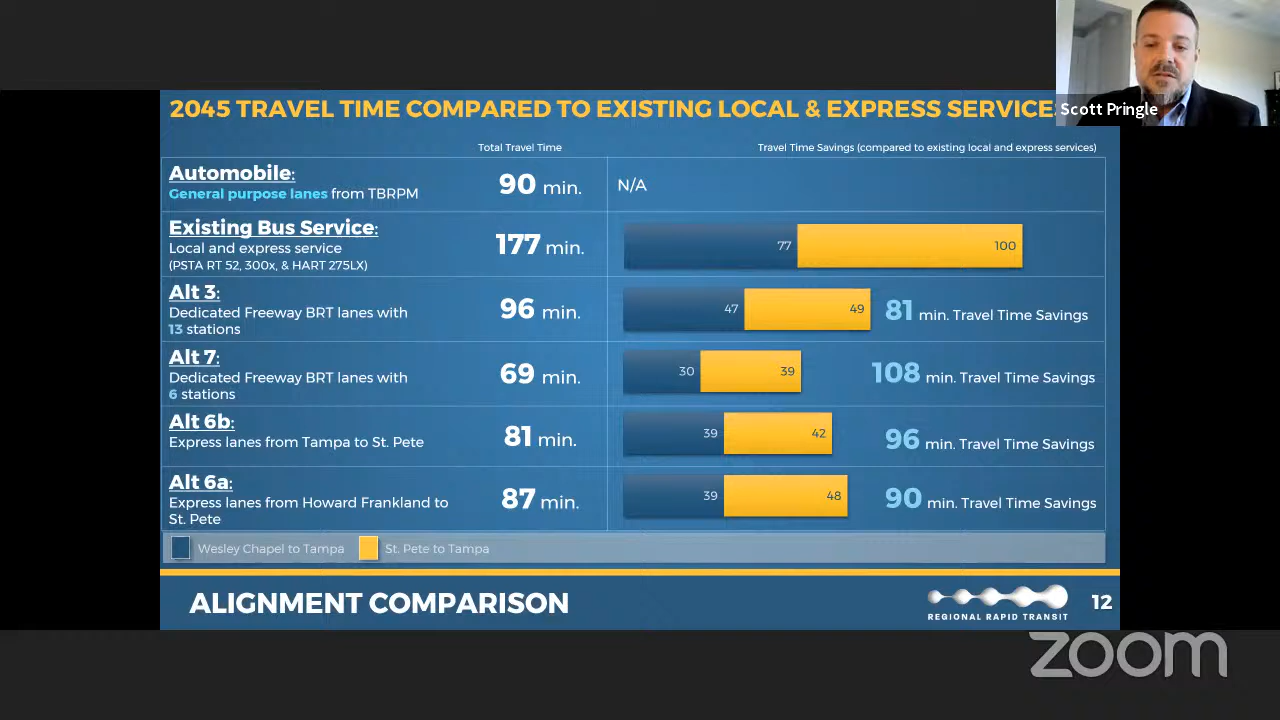 Scott Pringle
2045 TRAVEL TIME COMPARED TO EXISTING LOCAL & EXPRESS SERVICE
Total Travel Time
Travel Time Savings (compared to existing local and express services)
Automobile:
General purpose lanes from TBRPM
90 min.
N/A
Existing Bus Service:
Local and express service
(PSTA RT 52, 300x, & HART 275LX)
177 min.
77
100
Alt 3:
Dedicated Freeway BRT lanes with
13 stations
96 min.
47
49
81 min. Travel Time Savings
Alt 7:
Dedicated Freeway BRT lanes with
6 stations
69 min.
30
39
108 min. Travel Time Savings
Alt 6b:
Express lanes from Tampa to St. Pete
81 min.
39
42
96 min. Travel Time Savings
Alt 6a:
Express lanes from Howard Frankland to
St. Pete
87 min.
39
48
90 min. Travel Time Savings
Wesley Chapel to Tampa
St. Pete to Tampa
ALIGNMENT COMPARISON
REGIONAL RAPID TRANSIT
12
zoom